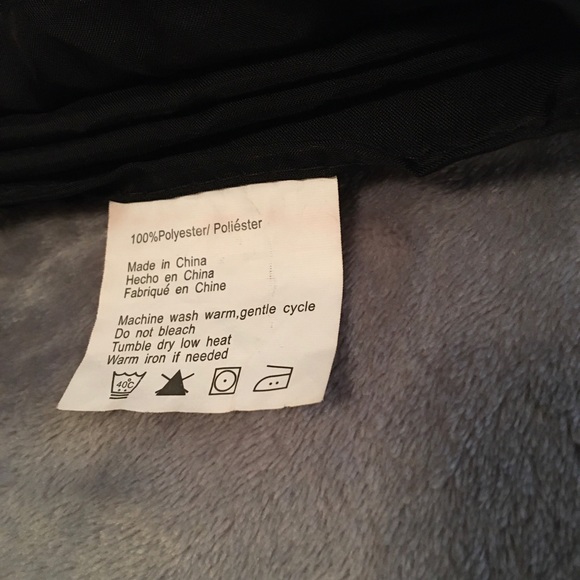 100%Polyester/ Poliéster
Made in China
Hecho en China
Fabriqué en Chine
Machine wash warm,gentle cycle
Do not bleach
Tumble dry low heat
Warm iron if needed
40°C